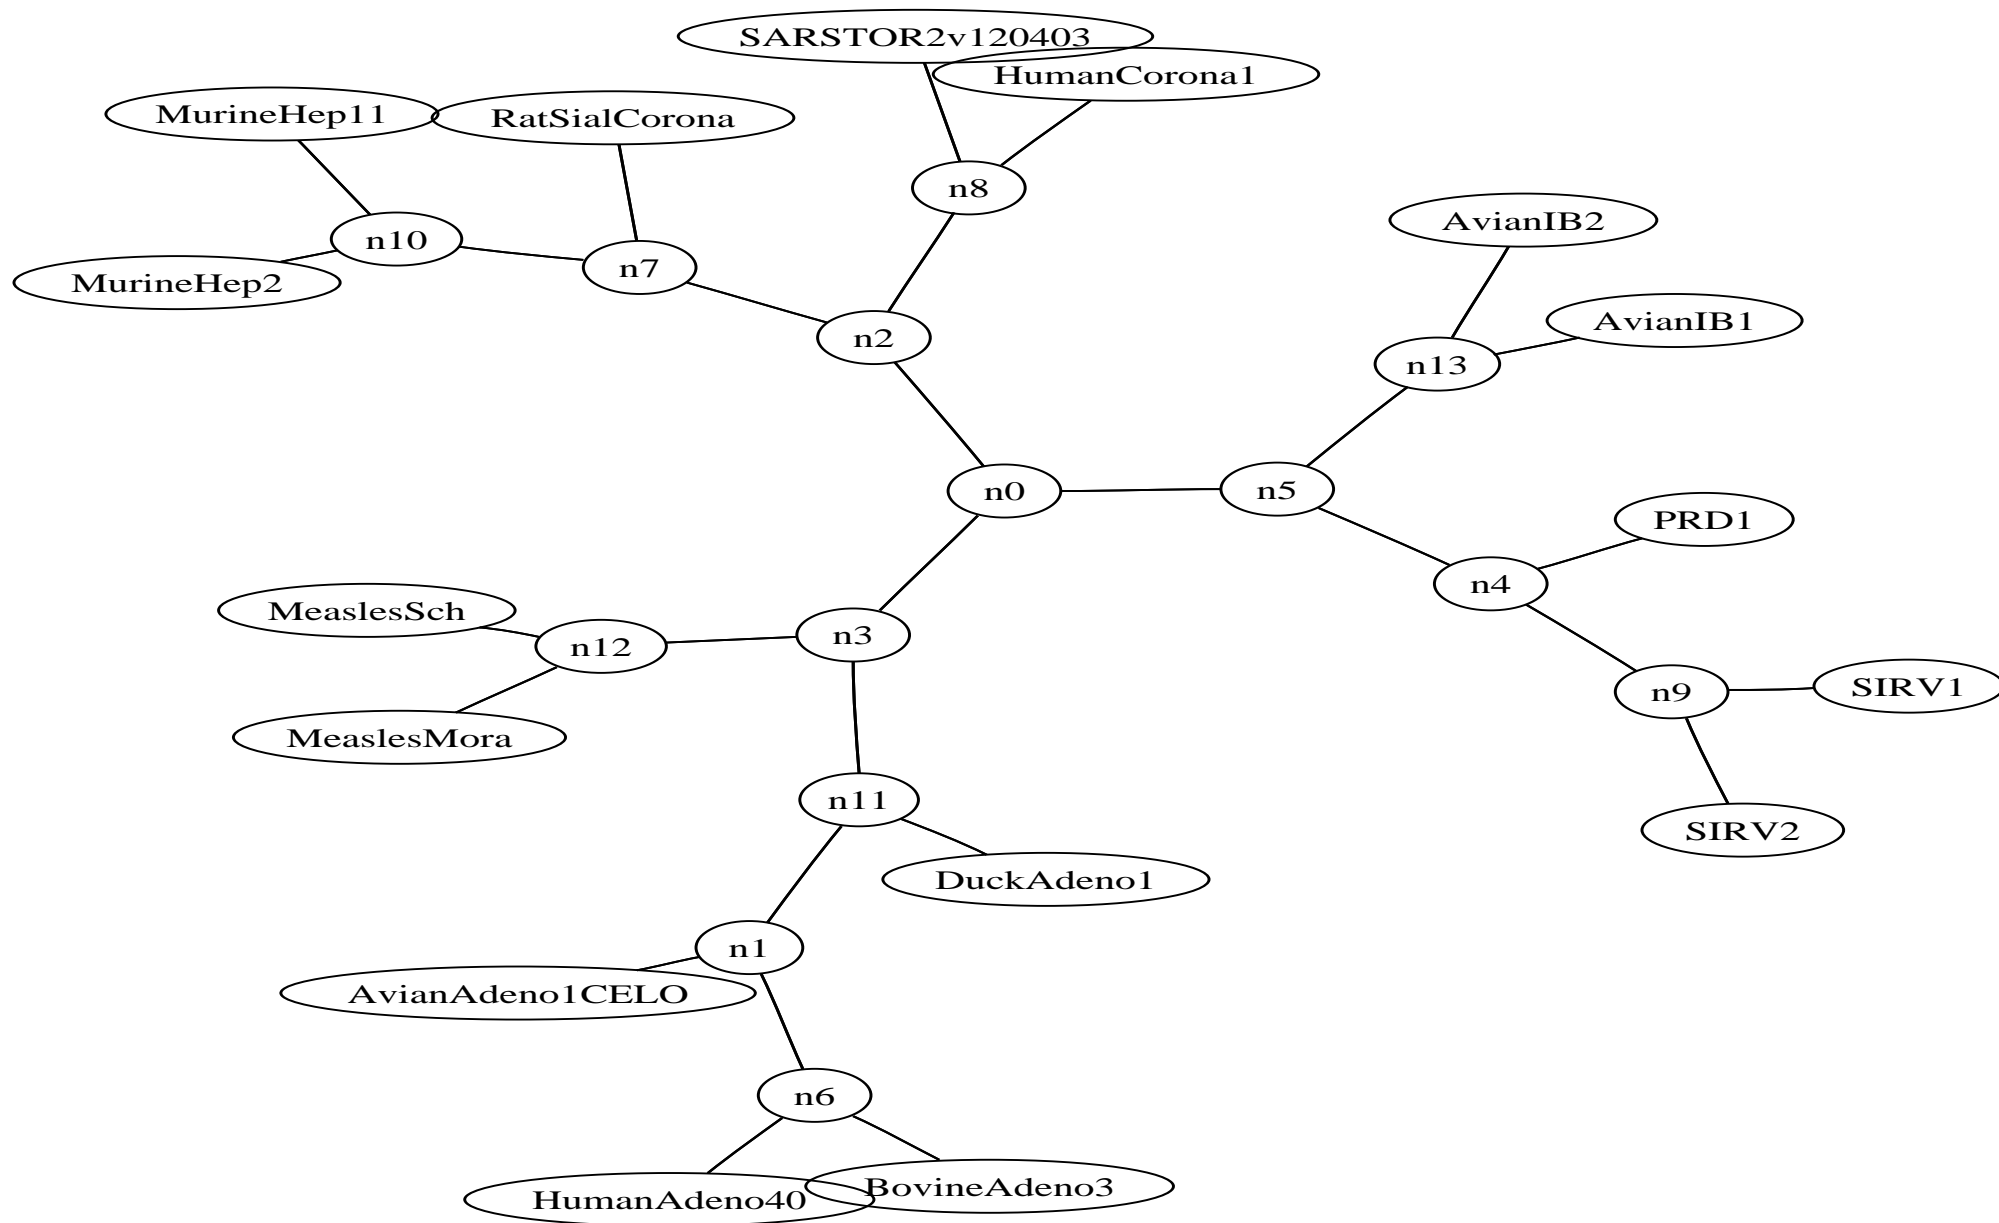 SARSTOR2v120403
HumanCorona1
MurineHep11
RatSialCorona
n8
AvianIB2
n10
n7
MurineHep2
AvianIB1
n2
n13
n0
n5
PRD1
n4
MeaslesSch
n3
n12
SIRV1
n9
MeaslesMora
n11
SIRV2
DuckAdeno1
n1
AvianAdeno1CELO
n6
BovineAdeno3
HumanAdeno40